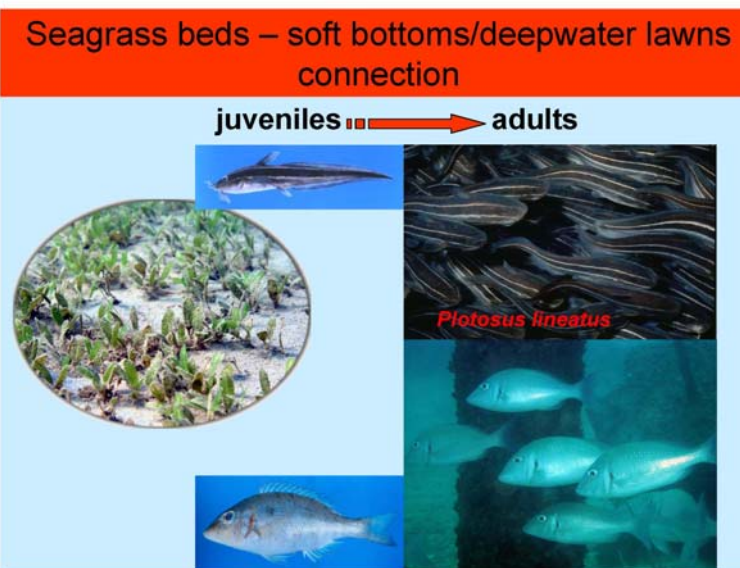 Seagrass beds – soft bottoms/deepwater lawns
connection
juveniles adults
Plotosus lineatus